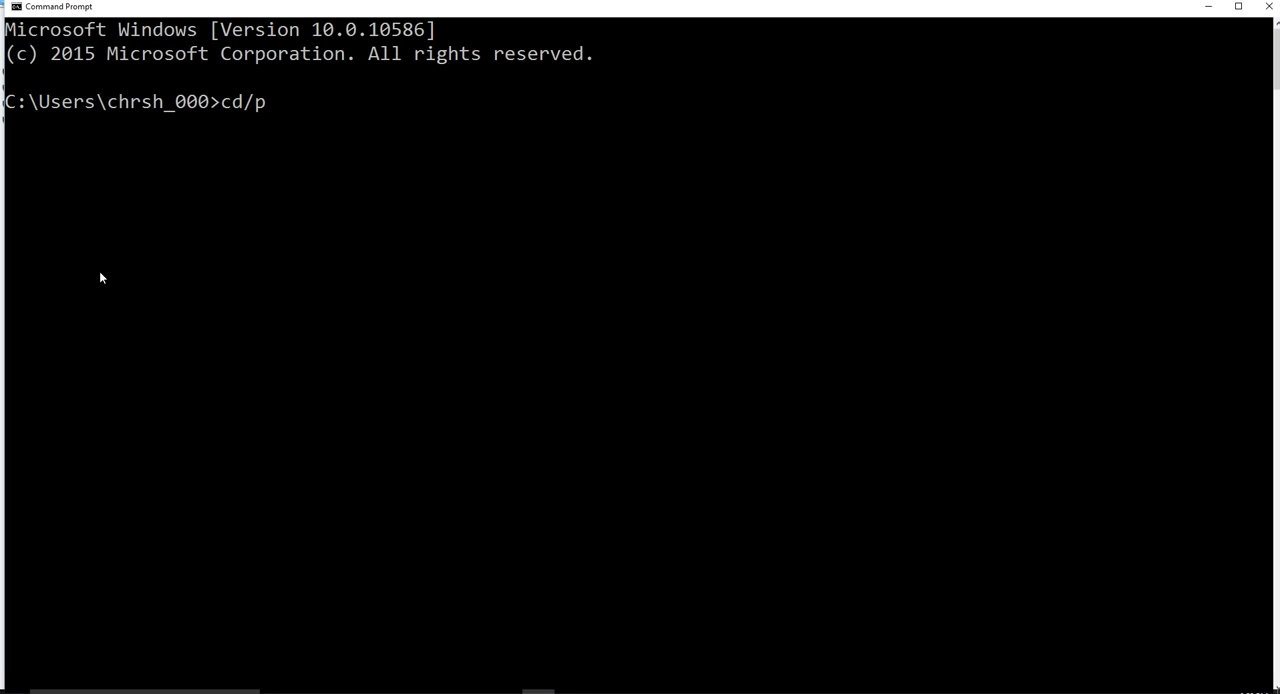 Command Prompt
Microsoft Windows [Version 10.0.10586]
(c) 2015 Microsoft Corporation. All rights reserved.
C:\Users\chrsh_000>cd/p